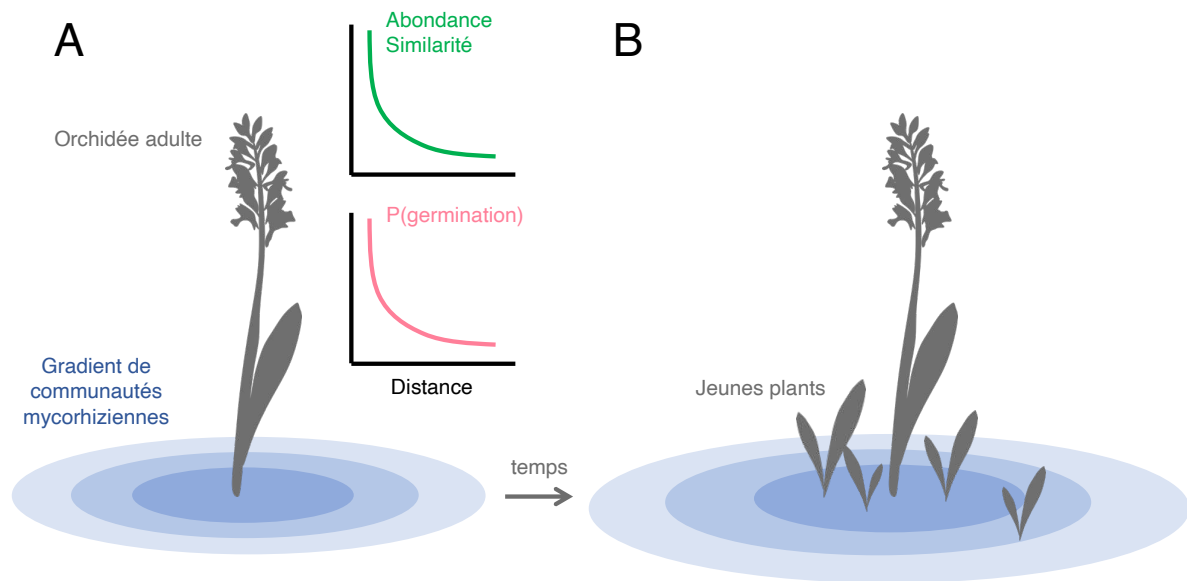 A
Abondance
Similarité
Orchidée adulte
P(germination)
Distance
Gradient de
communautés
mycorhiziennes
temps
B
Jeunes plants